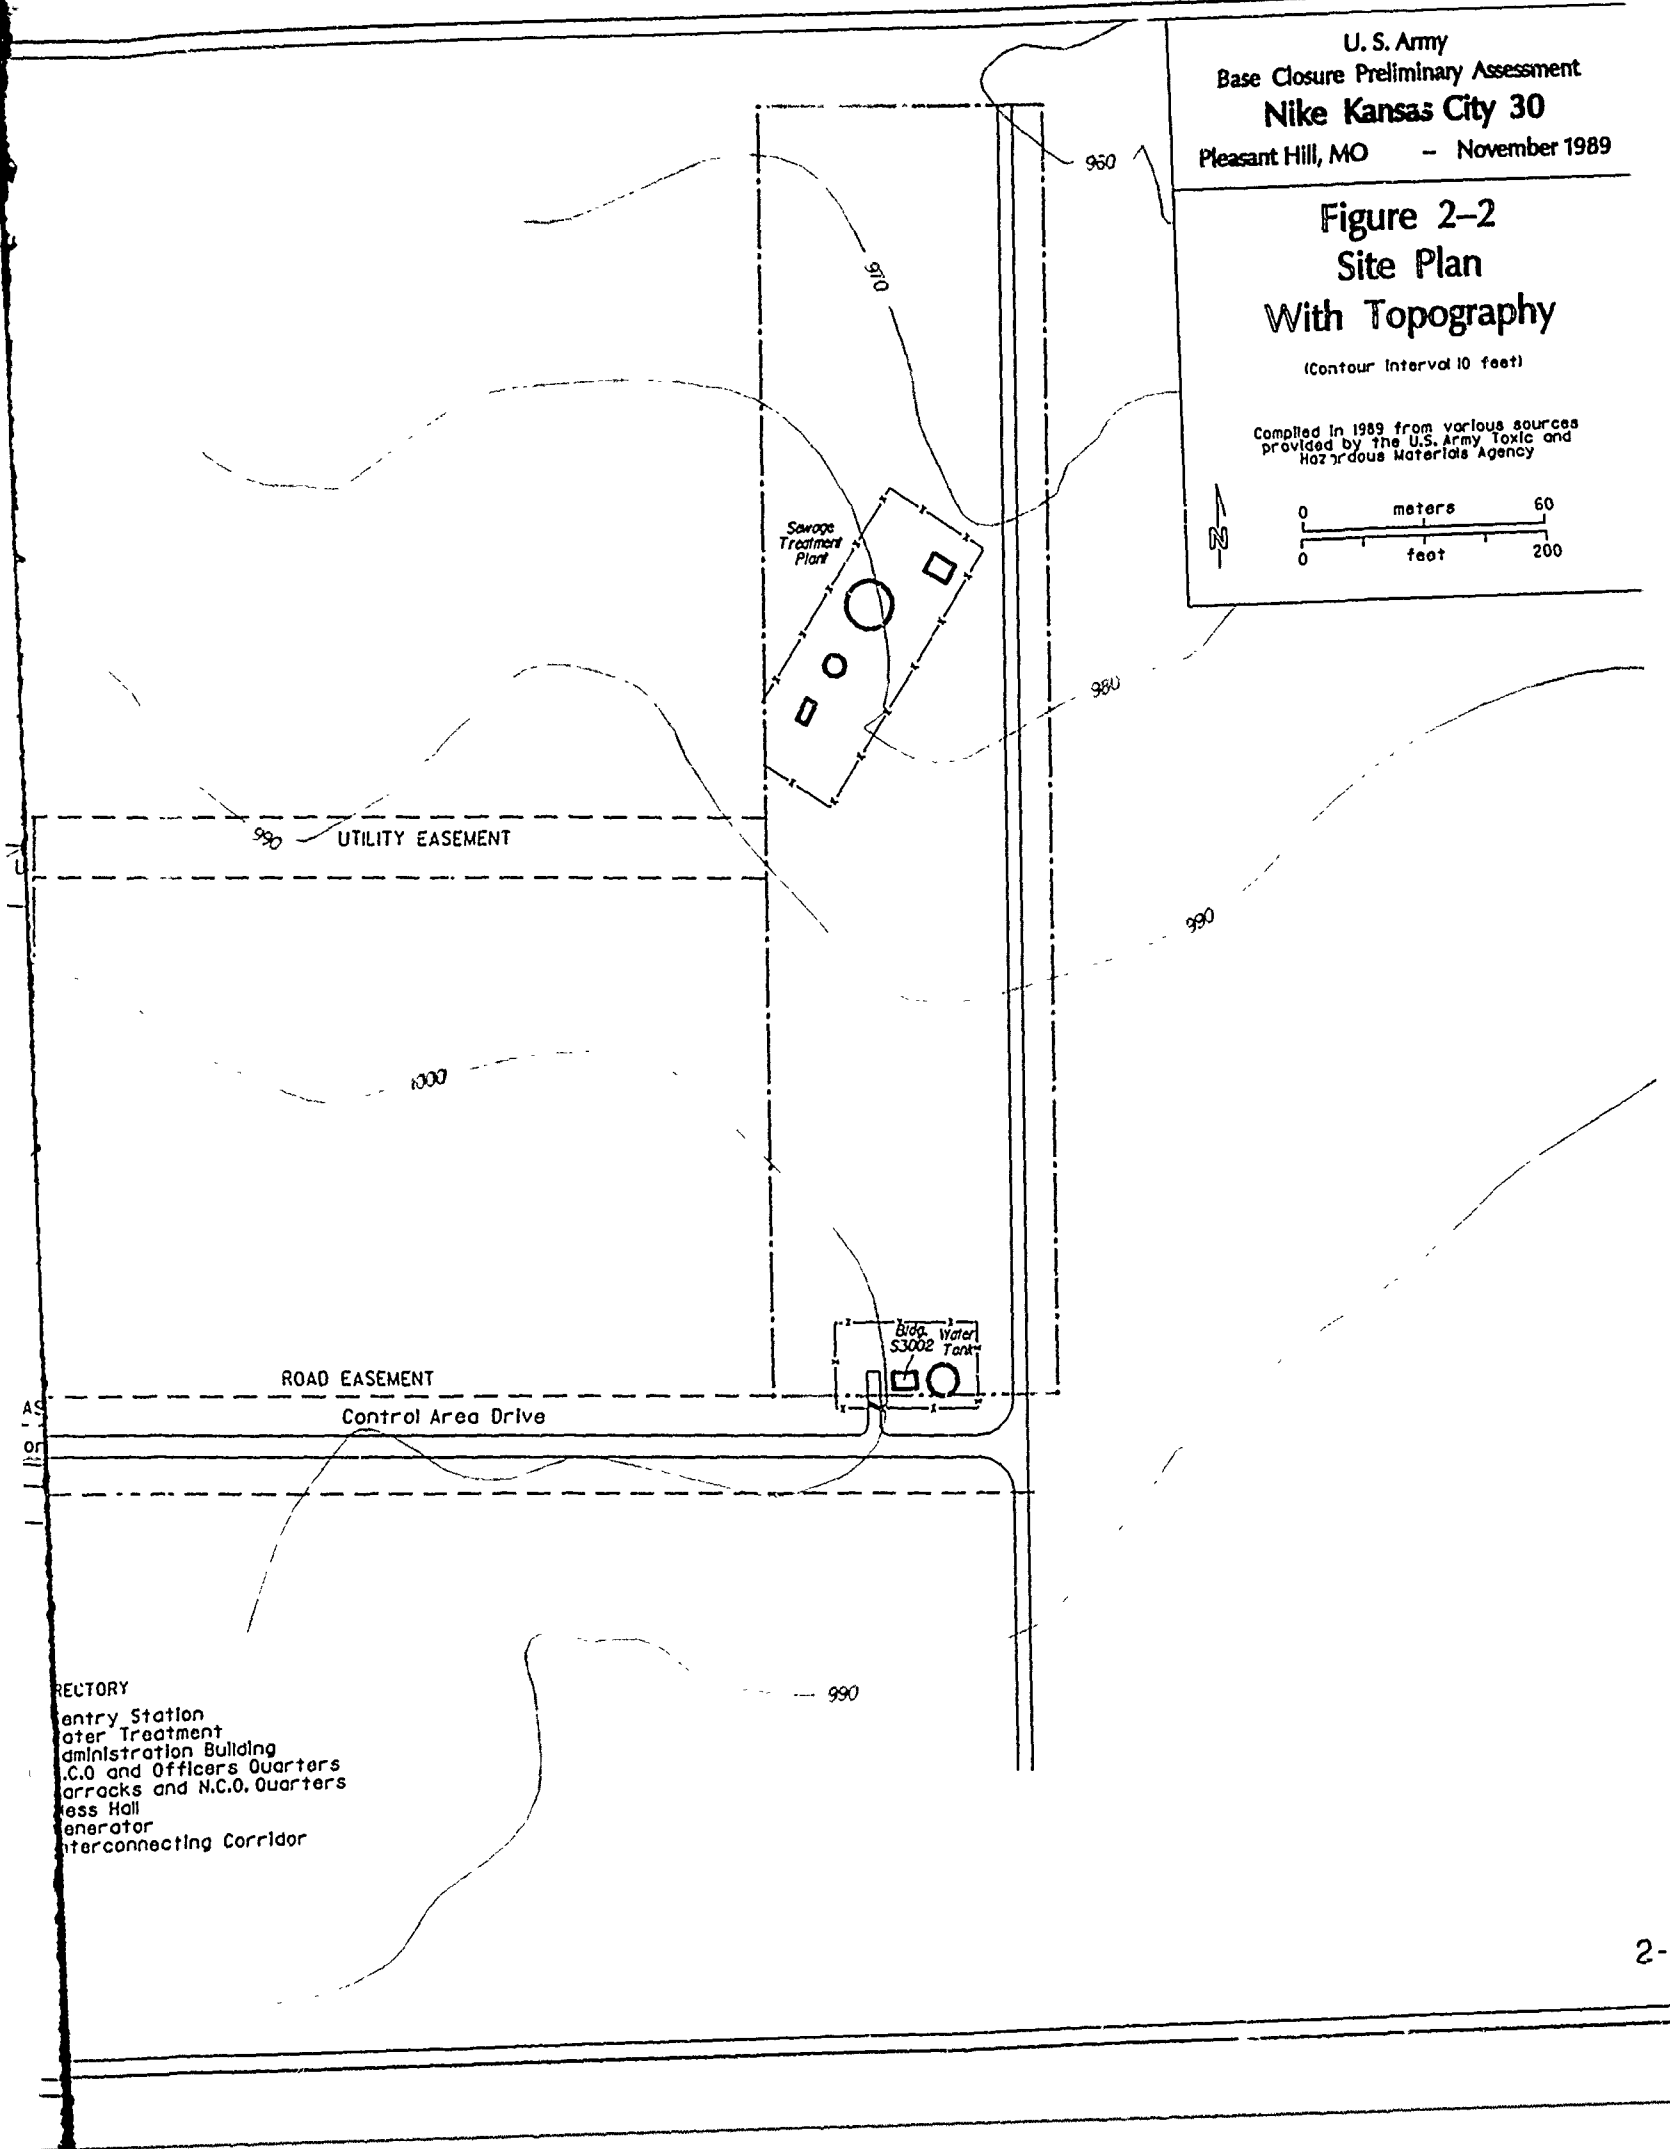 U. S. Army
Base Closure Preliminary Assessment
Nike Kansas City 30
Pleasant Hill, MO – November 1989
Figure 2–2
Site Plan
With Topography
(Contour Interval 10 feet)
Compiled in 1989 from various sources
provided by the U.S. Army Toxic and
Hazardous Materials Agency
N
0 meters 60
0 feet 200
960
970
Sewage
Treatment
Plant
980
990
UTILITY EASEMENT
990
1000
Bldg.
S3002
Water
Tank
ROAD EASEMENT
Control Area Drive
990
RECTORY
entry Station
ater Treatment
dministration Building
.C.O and Officers Quarters
arracks and N.C.O. Quarters
ess Hall
enerator
nterconnecting Corridor
2-